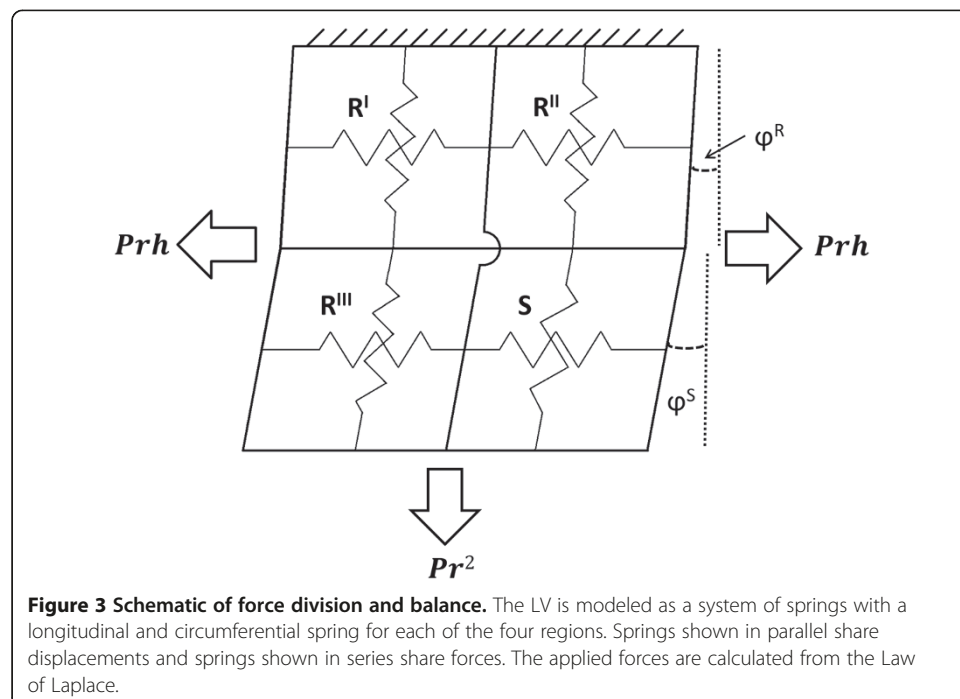 R^I R^II
φ^R
Prh Prh
R^III S
φ^S
Pr²
Figure 3 Schematic of force division and balance. The LV is modeled as a system of springs with a
longitudinal and circumferential spring for each of the four regions. Springs shown in parallel share
displacements and springs shown in series share forces. The applied forces are calculated from the Law
of Laplace.